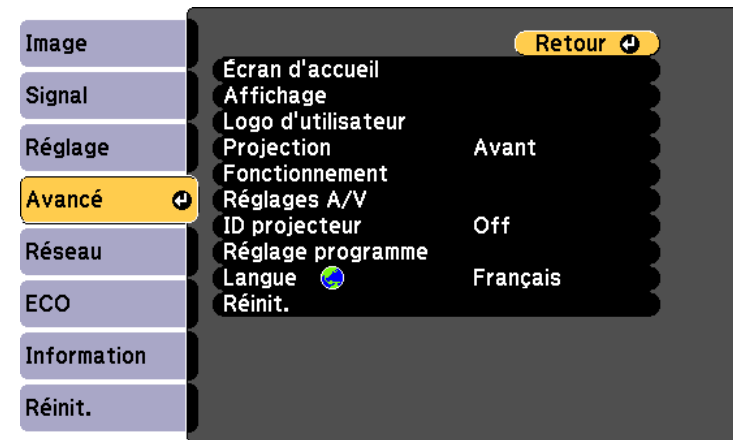 Image
Signal
Réglage
Avancé
Réseau
ECO
Information
Réinit.
Retour
Écran d'accueil
Affichage
Logo d'utilisateur
Projection Avant
Fonctionnement
Réglages A/V
ID projecteur Off
Réglage programme
Langue Français
Réinit.